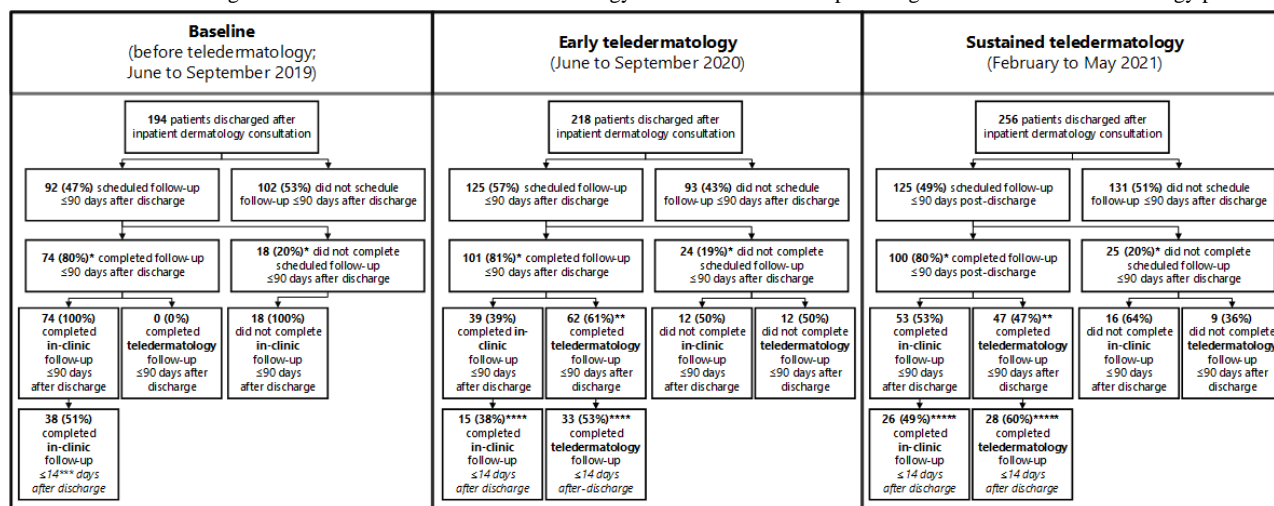 Baseline
(before teledermatology;
June to September 2019)
194 patients discharged after
inpatient dermatology consultation
92 (47%) scheduled follow-up
≤90 days after discharge
102 (53%) did not schedule
follow-up ≤90 days after discharge
74 (80%)* completed follow-up
≤90 days after discharge
18 (20%)* did not complete
scheduled follow-up
≤90 days after discharge
74 (100%)
completed
in-clinic
follow-up
≤90 days
after discharge
0 (0%)
completed
teledermatology
follow-up
≤90 days after
discharge
18 (100%)
did not complete
in-clinic
follow-up
≤90 days
after discharge
38 (51%)
completed
in-clinic
follow-up
≤14*** days
after discharge
Early teledermatology
(June to September 2020)
218 patients discharged after
inpatient dermatology consultation
125 (57%) scheduled follow-up
≤90 days after discharge
93 (43%) did not schedule
follow-up ≤90 days after discharge
101 (81%)* completed follow-up
≤90 days after discharge
24 (19%)* did not complete
scheduled follow-up
≤90 days after discharge
39 (39%)
completed in-
clinic
follow-up
≤90 days
after discharge
62 (61%)**
completed
teledermatology
follow-up
≤90 days after
discharge
12 (50%)
did not complete
in-clinic
follow-up
≤90 days
after discharge
12 (50%)
did not complete
teledermatology
follow-up
≤90 days after
discharge
15 (38%)****
completed
in-clinic
follow-up
≤14 days
after discharge
33 (53%)****
completed
teledermatology
follow-up
≤14 days
after-discharge
Sustained teledermatology
(February to May 2021)
256 patients discharged after
inpatient dermatology consultation
125 (49%) scheduled follow-up
≤90 days post-discharge
131 (51%) did not schedule
follow-up ≤90 days after discharge
100 (80%)* completed follow-up
≤90 days post-discharge
25 (20%)* did not complete
scheduled follow-up
≤90 days after discharge
53 (53%)
completed
in-clinic
follow-up
≤90 days
after discharge
47 (47%)**
completed
teledermatology
follow-up
≤90 days after
discharge
16 (64%)
did not complete
in-clinic
follow-up
≤90 days
after discharge
9 (36%)
did not complete
teledermatology
follow-up
≤90 days after
discharge
26 (49%)*****
completed
in-clinic
follow-up
≤14 days
after discharge
28 (60%)*****
completed
teledermatology
follow-up
≤14 days
after discharge